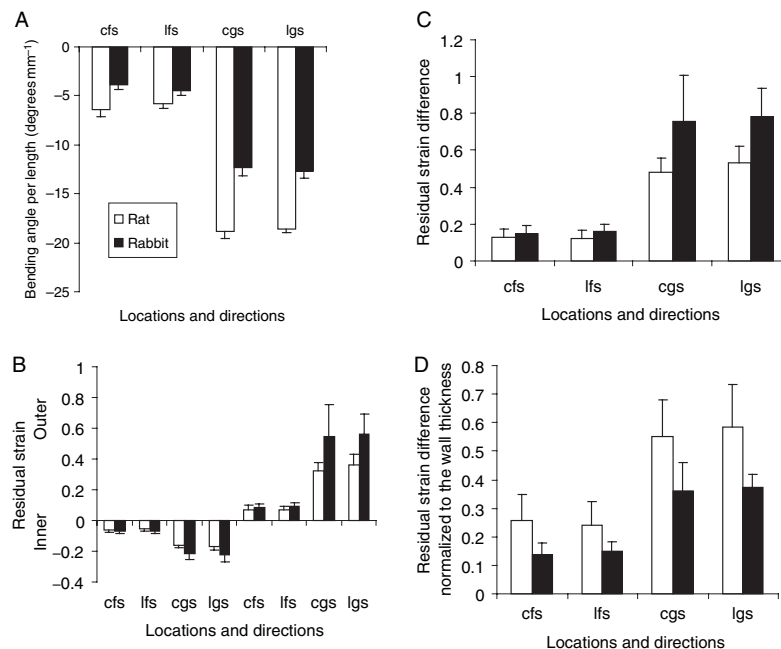 A
cfs lfs cgs lgs
0
–5
–10
–15
–20
–25
Bending angle per length (degrees mm–1)
Rat
Rabbit
Locations and directions
B
1
0.8
0.6
0.4
0.2
0
–0.2
–0.4
Residual strain
Inner Outer
cfs lfs cgs lgs cfs lfs cgs lgs
Locations and directions
C
1.2
1
0.8
0.6
0.4
0.2
0
Residual strain difference
cfs lfs cgs lgs
Locations and directions
D
0.8
0.7
0.6
0.5
0.4
0.3
0.2
0.1
0
Residual strain difference
normalized to the wall thickness
cfs lfs cgs lgs
Locations and directions